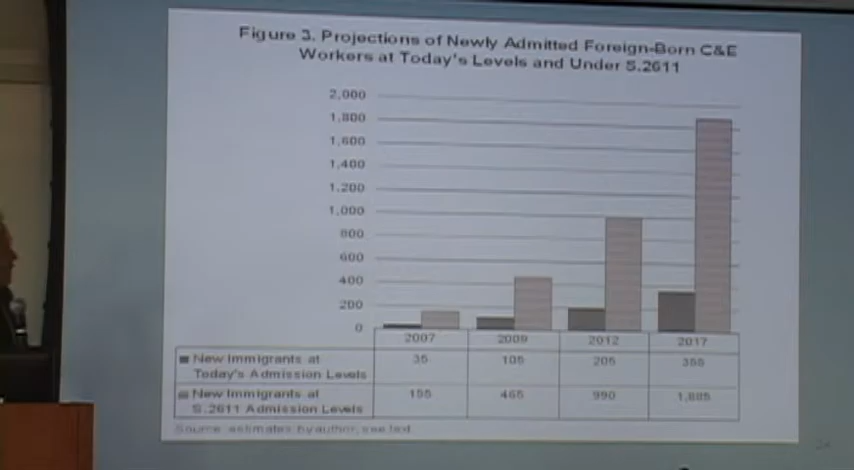 Figure 3. Projections of Newly Admitted Foreign-Born C&E
Workers at Today's Levels and Under S.2611
2,000
1,800
1,600
1,400
1,200
1,000
800
600
400
200
0
2007 2009 2012 2017
New Immigrants at
Today's Admission Levels 35 105 205 355
New Immigrants at
S.2611 Admission Levels 155 465 990
Source: estimates by author, see text
24